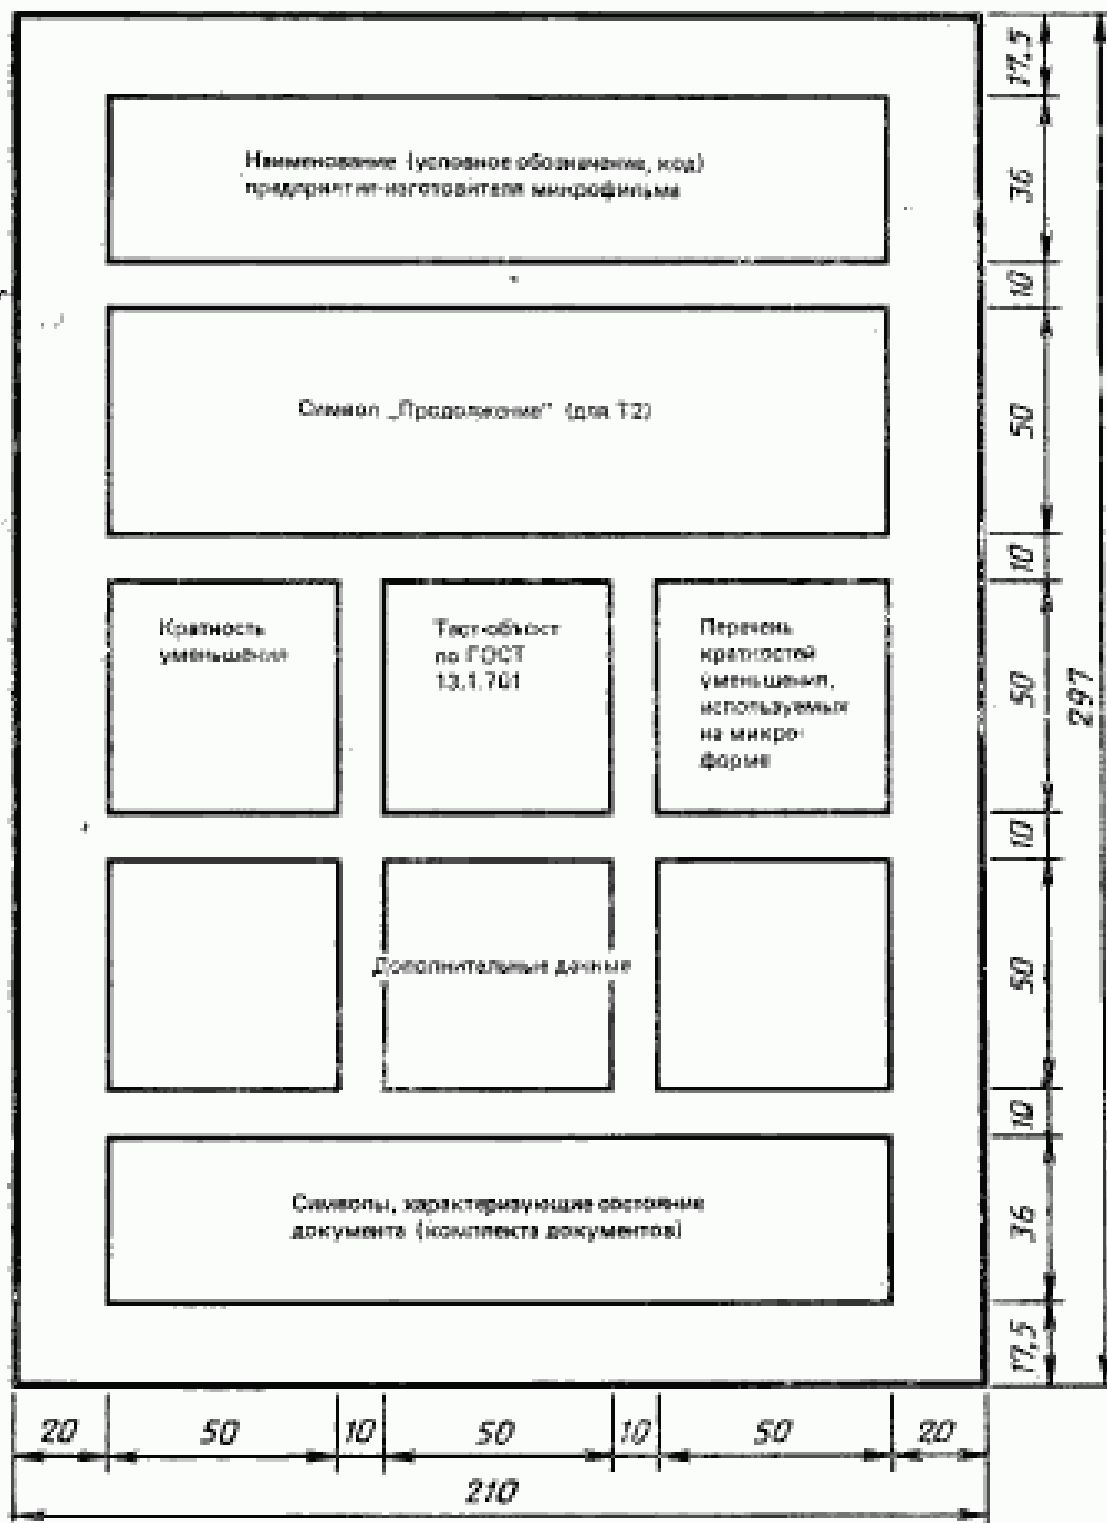 17,5
Наименование (условное обозначение, код)
предприятия-изготовителя микрофильма
36
10
Символ „Продолжение" (для Т2)
50
10
Кратность
уменьшения
Тест-объект
по ГОСТ
13.1.701
Перечень
кратностей
уменьшения,
используемых
на микро-
форме
50
297
10
Дополнительные данные
50
10
Символы, характеризующие состояние
документа (комплекта документов)
36
17,5
20 50 10 50 10 50 20
210